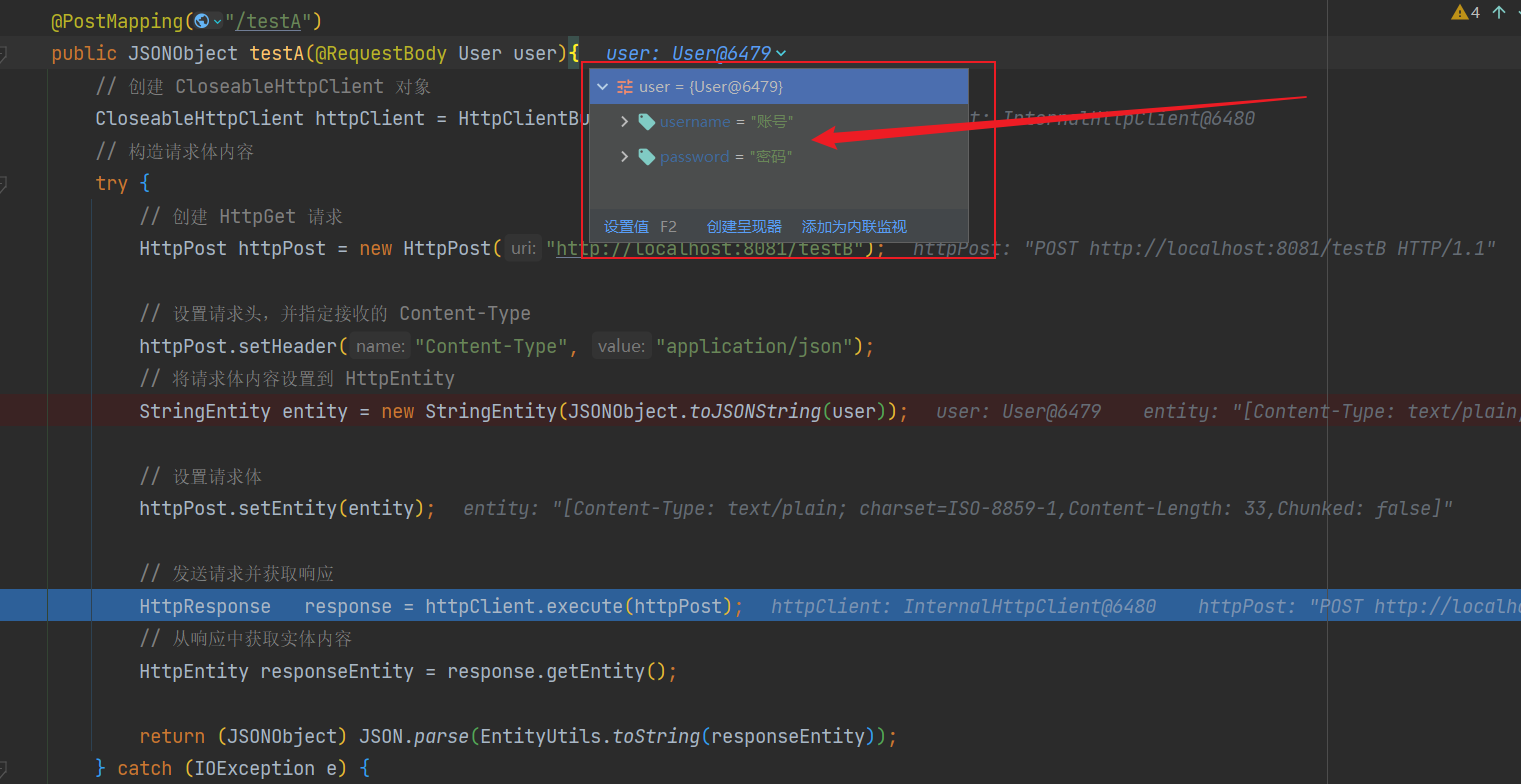 @PostMapping("/testA") 4
public JSONObject testA(@RequestBody User user){ user: User@6479
// 创建 CloseableHttpClient 对象
user = {User@6479}
CloseableHttpClient httpClient = HttpClientBu t: InternalHttpClient@6480
username = "账号"
// 构造请求体内容
password = "密码"
try {
// 创建 HttpGet 请求
设置值 F2 创建呈现器 添加为内联监视
HttpPost httpPost = new HttpPost( uri: "http://localhost:8081/testB"); httpPost: "POST http://localhost:8081/testB HTTP/1.1"
// 设置请求头，并指定接收的 Content-Type
httpPost.setHeader( name: "Content-Type", value: "application/json");
// 将请求体内容设置到 HttpEntity
StringEntity entity = new StringEntity(JSONObject.toJSONString(user)); user: User@6479 entity: "[Content-Type: text/plain;
// 设置请求体
httpPost.setEntity(entity); entity: "[Content-Type: text/plain; charset=ISO-8859-1,Content-Length: 33,Chunked: false]"
// 发送请求并获取响应
HttpResponse response = httpClient.execute(httpPost); httpClient: InternalHttpClient@6480 httpPost: "POST http://localho
// 从响应中获取实体内容
HttpEntity responseEntity = response.getEntity();
return (JSONObject) JSON.parse(EntityUtils.toString(responseEntity));
} catch (IOException e) {